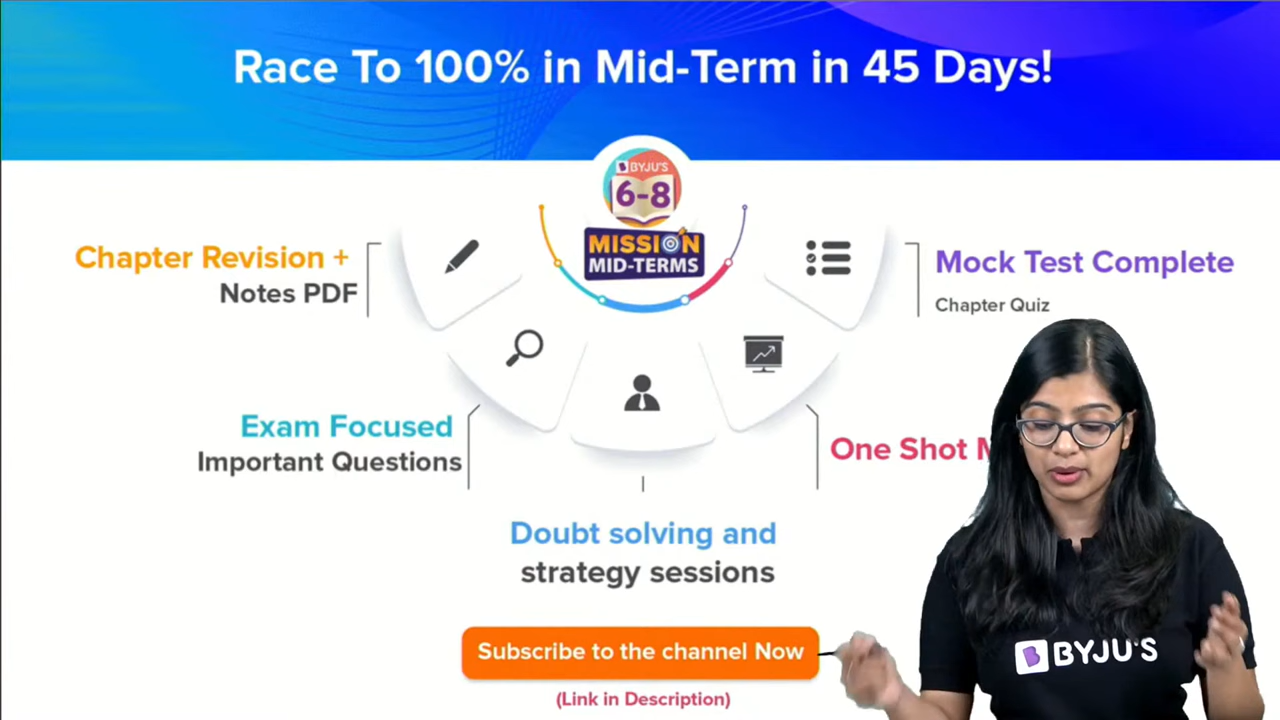 Race To 100% in Mid-Term in 45 Days!
BYJU'S
6-8
MISSION
MID-TERMS
Chapter Revision +
Notes PDF
Mock Test Complete
Chapter Quiz
Exam Focused
Important Questions
One Shot
Doubt solving and
strategy sessions
Subscribe to the channel Now
(Link in Description)
BYJU'S